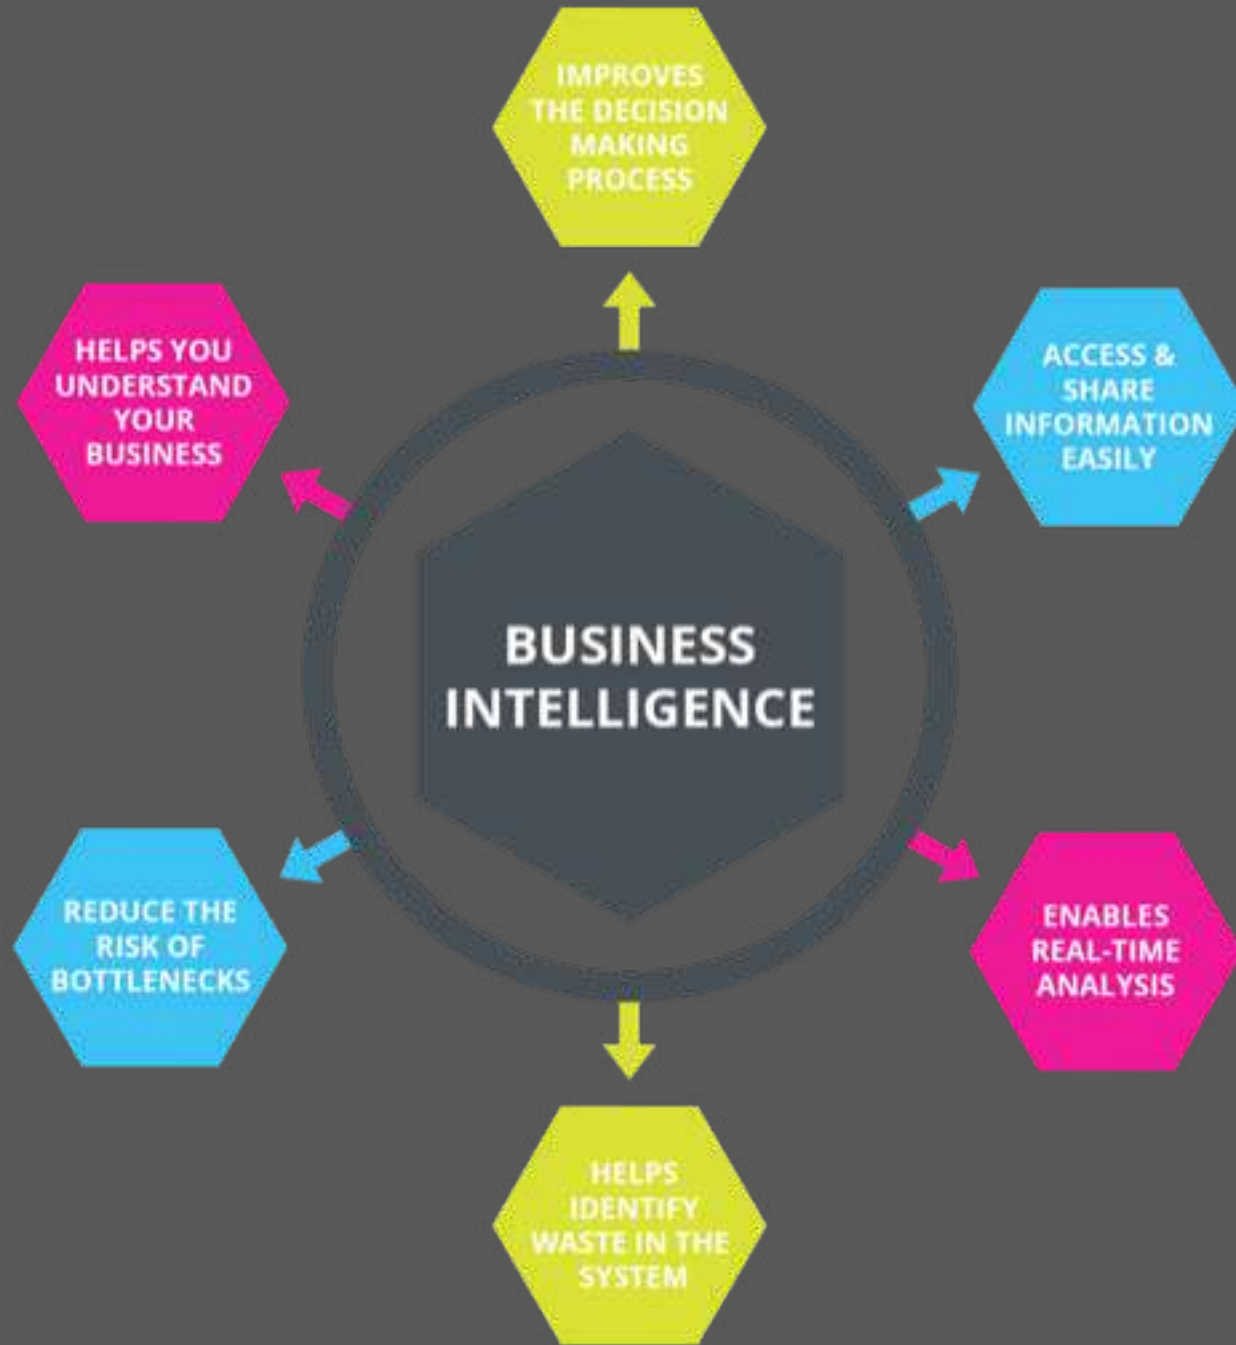 IMPROVES
THE DECISION
MAKING
PROCESS
HELPS YOU
UNDERSTAND
YOUR
BUSINESS
ACCESS &
SHARE
INFORMATION
EASILY
BUSINESS
INTELLIGENCE
REDUCE THE
RISK OF
BOTTLENECKS
ENABLES
REAL-TIME
ANALYSIS
HELPS
IDENTIFY
WASTE IN THE
SYSTEM